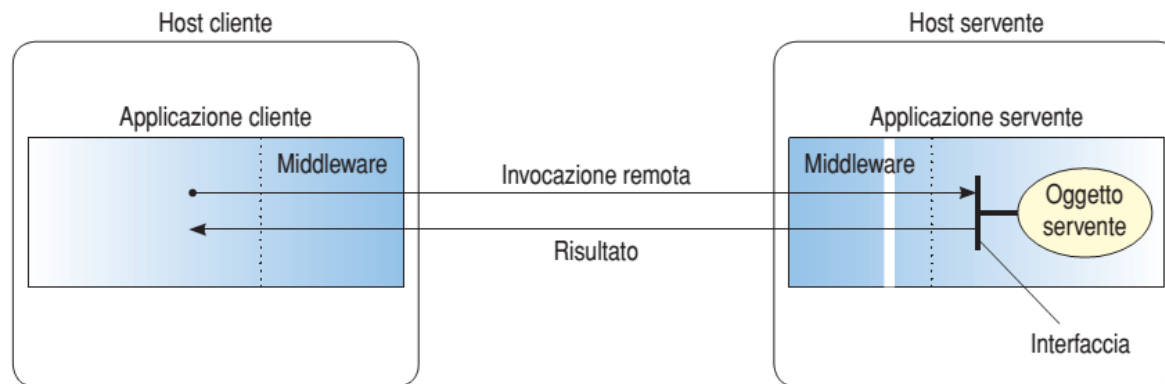 Host cliente
Host servente
Applicazione cliente
Applicazione servente
Middleware
Invocazione remota
Middleware
Oggetto
servente
Risultato
Interfaccia